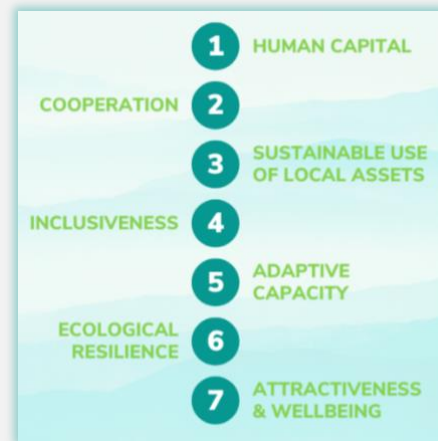 1 HUMAN CAPITAL
COOPERATION 2
3 SUSTAINABLE USE
OF LOCAL ASSETS
INCLUSIVENESS 4
5 ADAPTIVE
CAPACITY
ECOLOGICAL
RESILIENCE 6
7 ATTRACTIVENESS
& WELLBEING